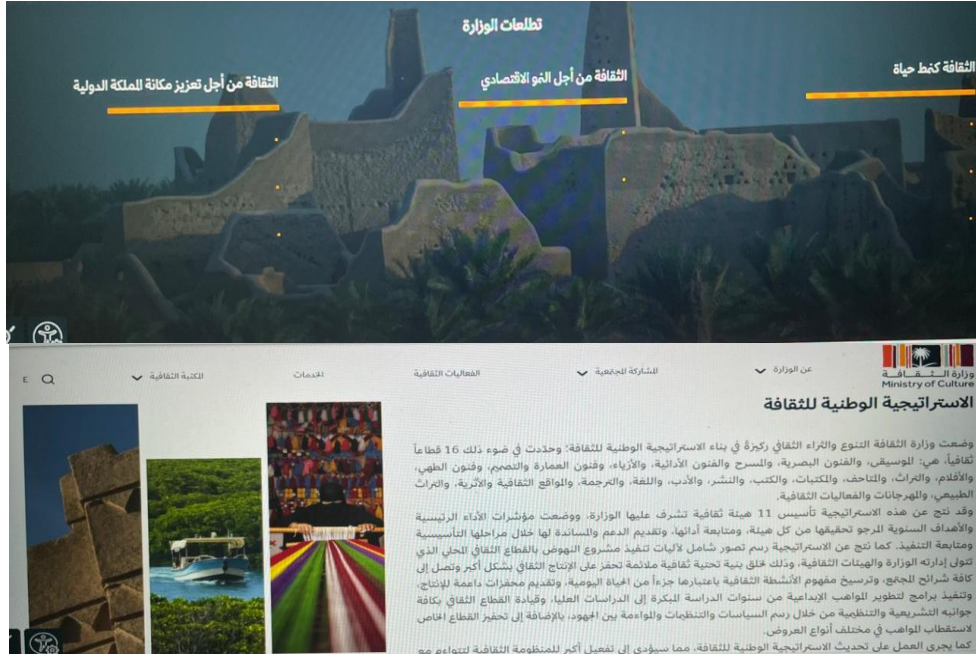 تطلعات الوزارة
الثقافة كنمط حياة
الثقافة من أجل النمو الاقتصادي
الثقافة من أجل تعزيز مكانة المملكة الدولية
وزارة الثقافة
Ministry of Culture
عن الوزارة
المشاركة المجتمعية
الفعاليات الثقافية
الخدمات
المكتبة الثقافية
E
الاستراتيجية الوطنية للثقافة
وضعت وزارة الثقافة التنوع والثراء الثقافي ركيزةً في بناء الاستراتيجية الوطنية للثقافة؛ وحدّدت في ضوء ذلك 16 قطاعاً
ثقافياً، هي: الموسيقى، والفنون البصرية، والمسرح والفنون الأدائية، والأزياء، وفنون العمارة والتصميم، وفنون الطهي،
والأفلام، والتراث، والمتاحف، والمكتبات، والكتب، والنشر، والأدب، واللغة، والترجمة، والمواقع الثقافية والأثرية، والتراث
الطبيعي، والمهرجانات والفعاليات الثقافية.
وقد نتج عن هذه الاستراتيجية تأسيس 11 هيئة ثقافية تشرف عليها الوزارة، ووضعت مؤشرات الأداء الرئيسية
والأهداف السنوية المرجو تحقيقها من كل هيئة، ومتابعة أدائها، وتقديم الدعم والمساندة لها خلال مراحلها التأسيسية
ومتابعة التنفيذ. كما نتج عن الاستراتيجية رسم تصور شامل لآليات تنفيذ مشروع النهوض بالقطاع الثقافي المحلي الذي
تتولى إدارته الوزارة والهيئات الثقافية، وذلك لخلق بنية تحتية ثقافية ملائمة تحفز على الإنتاج الثقافي بشكل أكبر وتصل إلى
كافة شرائح المجتمع، وترسيخ مفهوم الأنشطة الثقافية باعتبارها جزءاً من الحياة اليومية، وتقديم محفزات داعمة للإنتاج،
وتنفيذ برامج لتطوير المواهب الإبداعية من سنوات الدراسة المبكرة إلى الدراسات العليا، وقيادة القطاع الثقافي بكافة
جوانبه التشريعية والتنظيمية من خلال رسم السياسات والتنظيمات والمواءمة بين الجهود، بالإضافة إلى تحفيز القطاع الخاص
لاستقطاب المواهب في مختلف أنواع العروض.
كما يجري العمل على تحديث الاستراتيجية الوطنية للثقافة، مما سيؤدي إلى تفعيل أكبر للمنظومة الثقافية لتتواءم مع